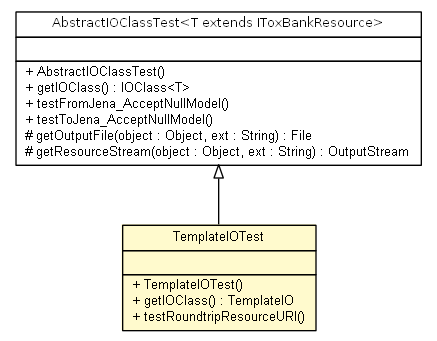 AbstractIOClassTest<T extends IToxBankResource>
+ AbstractIOClassTest()
+ getIOClass() : IOClass<T>
+ testFromJena_AcceptNullModel()
+ testToJena_AcceptNullModel()
# getOutputFile(object : Object, ext : String) : File
# getResourceStream(object : Object, ext : String) : OutputStream
TemplateIOTest
+ TemplateIOTest()
+ getIOClass() : TemplateIO
+ testRoundtripResourceURI()